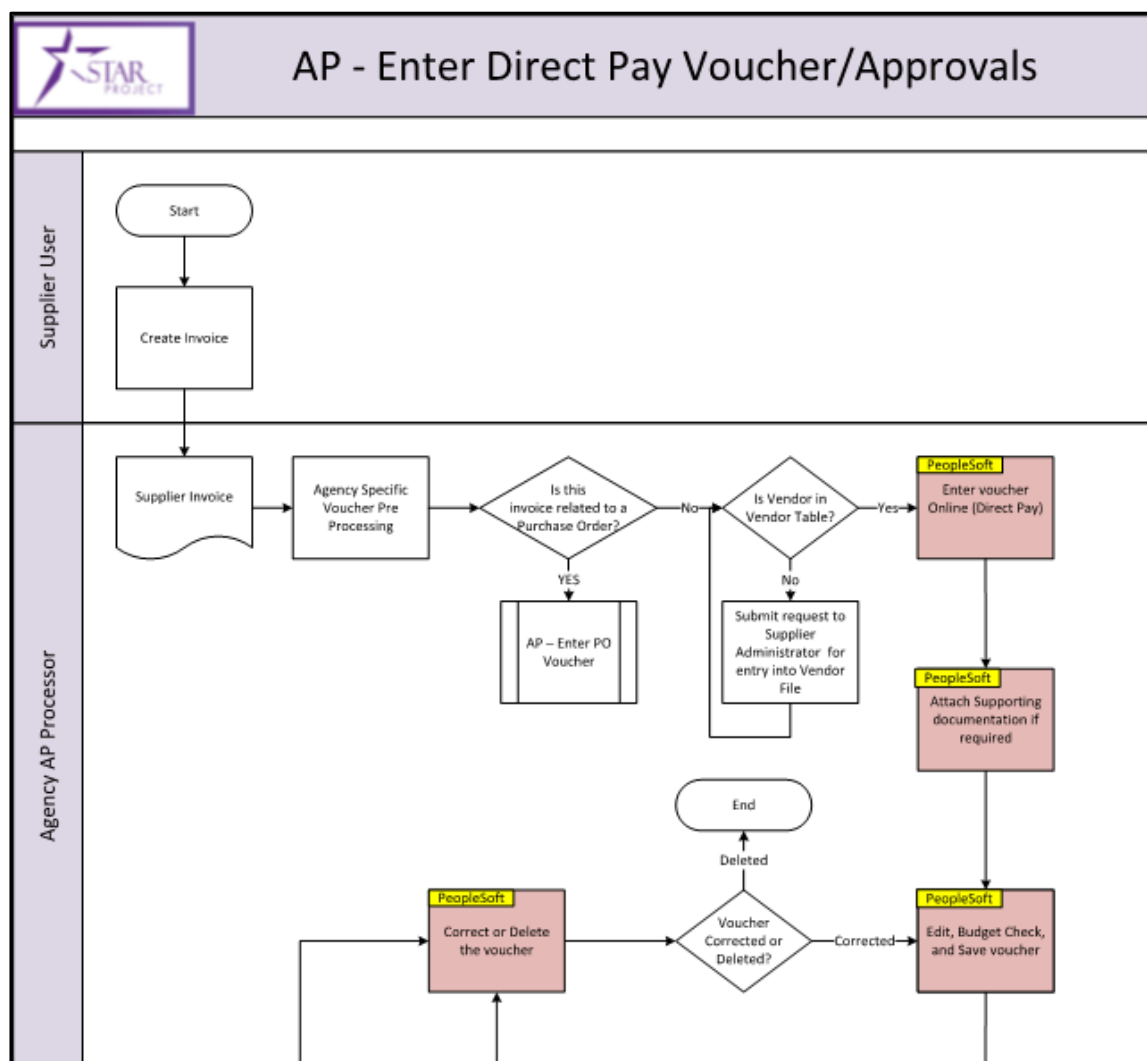 STAR
PROJECT
AP - Enter Direct Pay Voucher/Approvals
Supplier User
Start
Create Invoice
Agency AP Processor
Supplier Invoice
Agency Specific
Voucher Pre
Processing
Is this
invoice related to a
Purchase Order?
No
Is Vendor in
Vendor Table?
Yes
PeopleSoft
Enter voucher
Online (Direct Pay)
YES
AP – Enter PO
Voucher
No
Submit request to
Supplier
Administrator for
entry into Vendor
File
PeopleSoft
Attach Supporting
documentation if
required
End
Deleted
PeopleSoft
Correct or Delete
the voucher
Voucher
Corrected or
Deleted?
Corrected
PeopleSoft
Edit, Budget Check,
and Save voucher